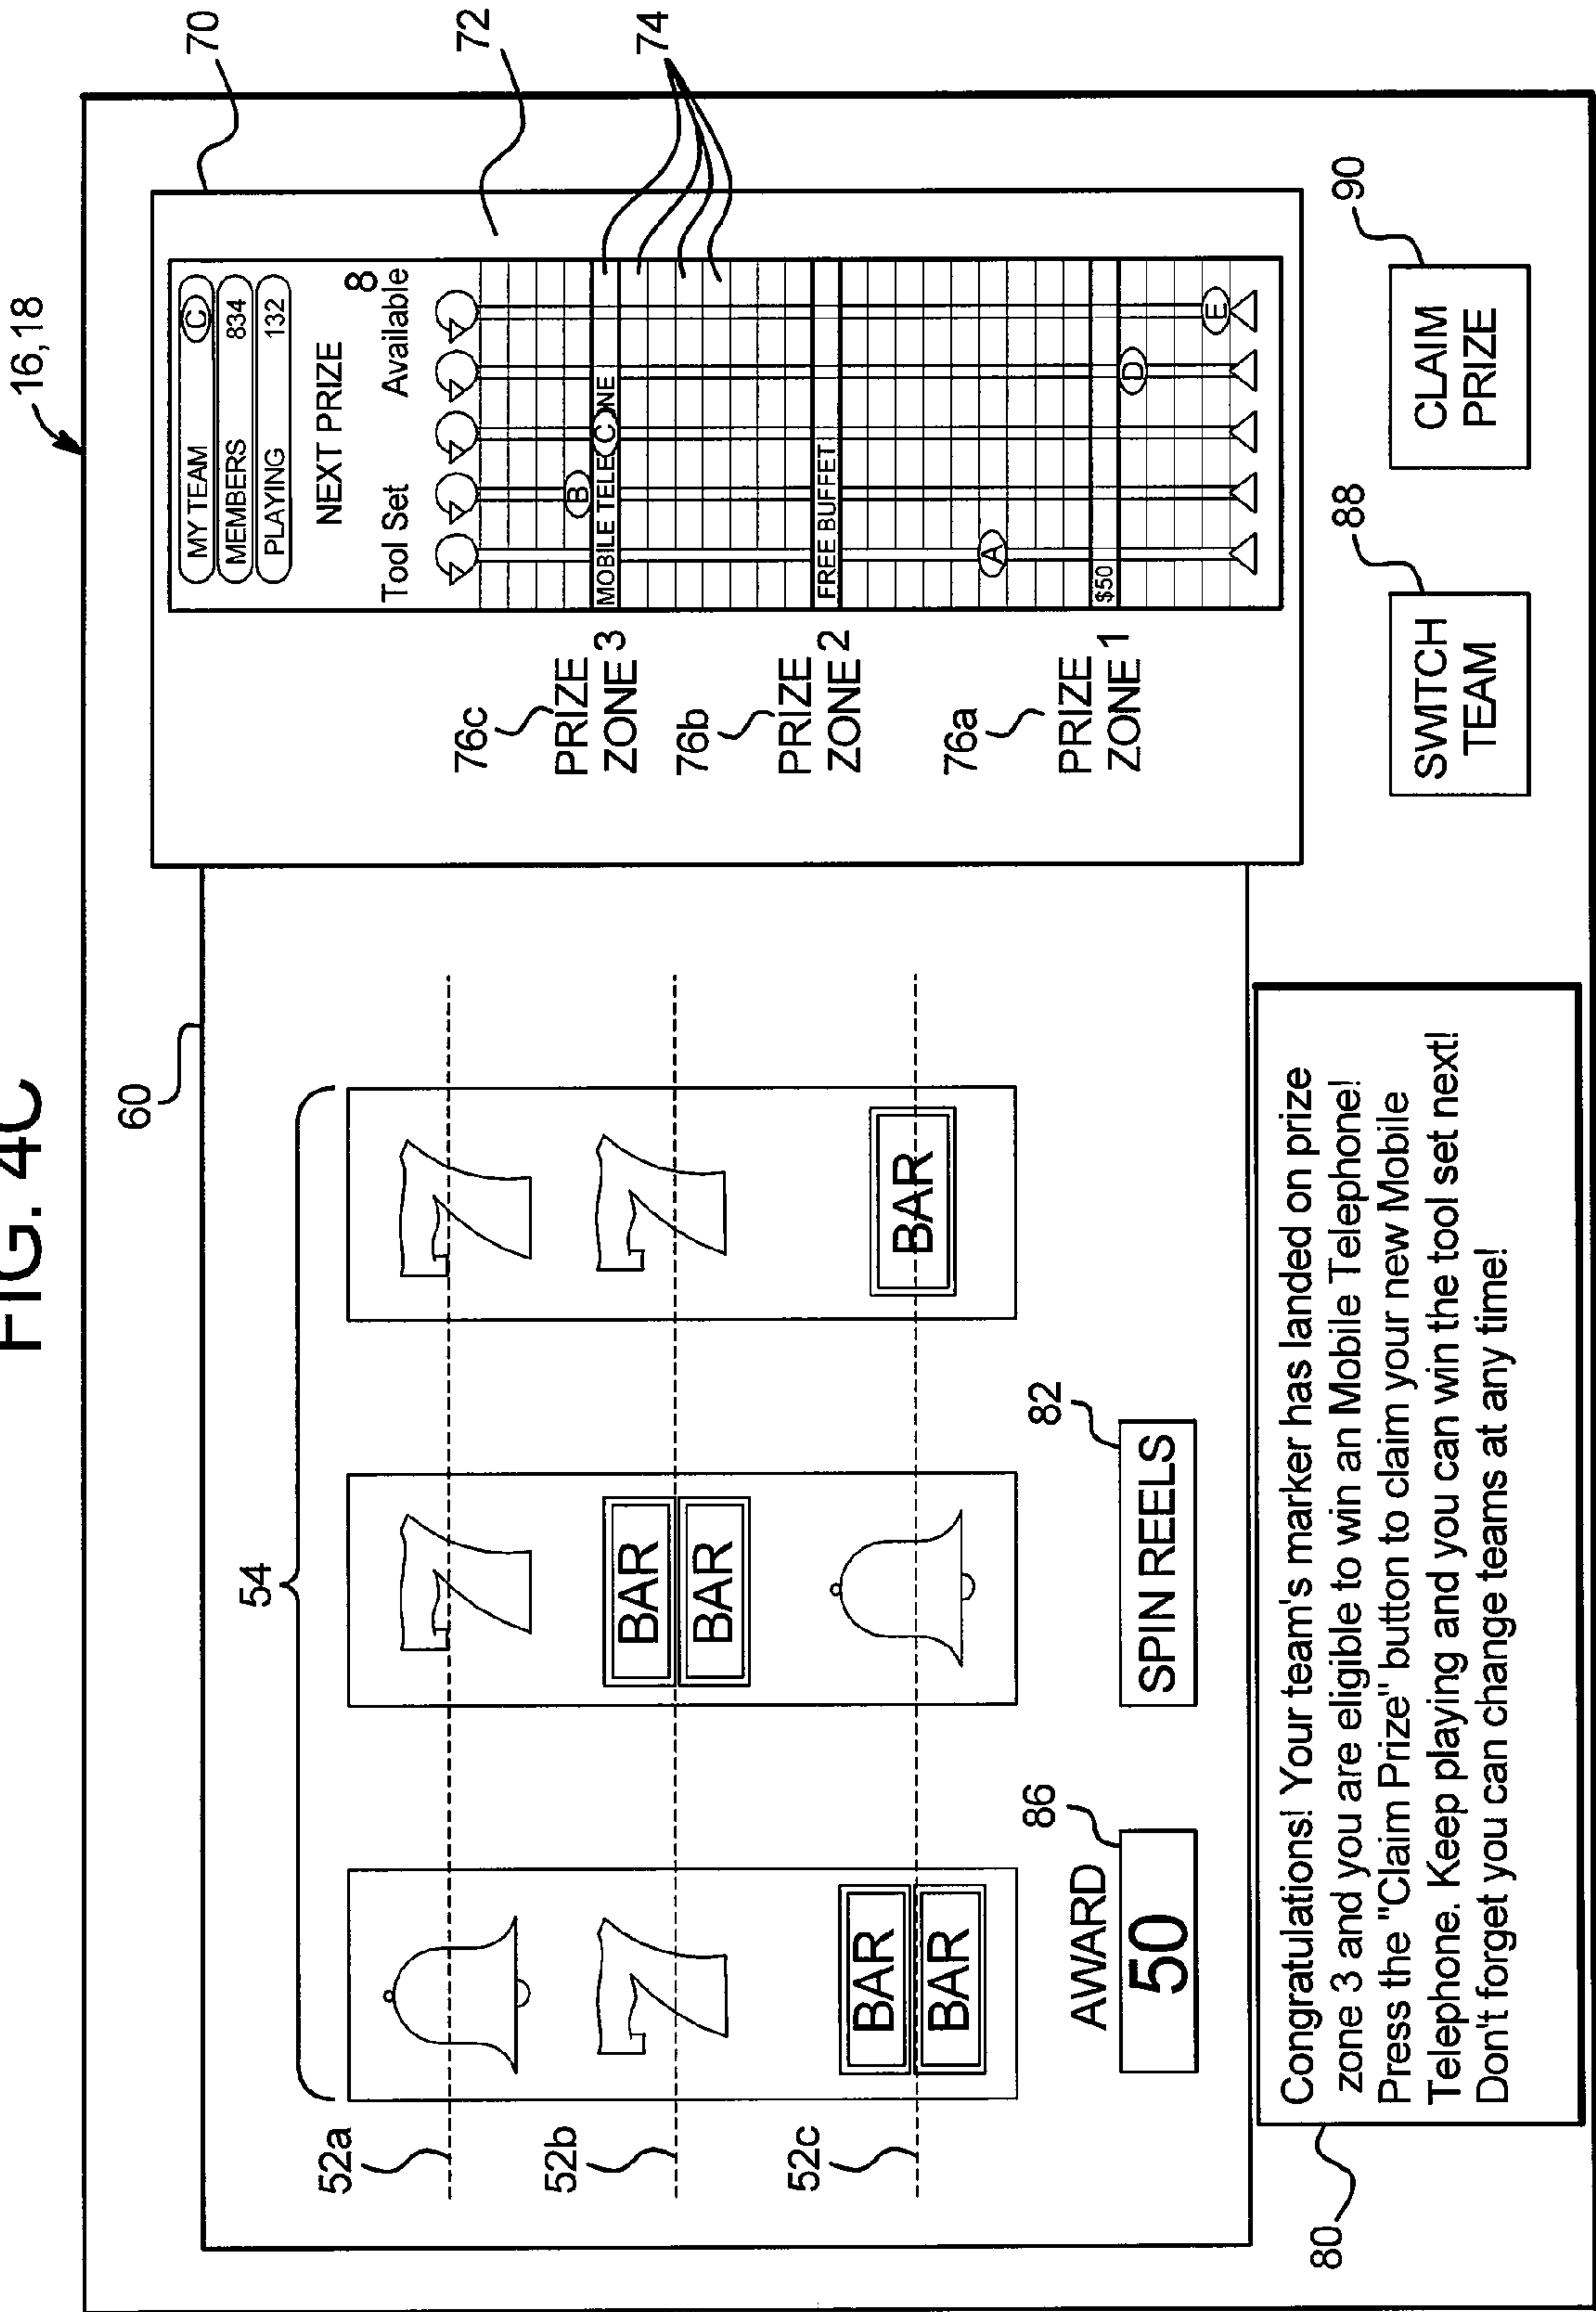 FIG. 4C
16,18
60
54
52a
52b
52c
BAR
BAR
BAR
BAR
BAR
AWARD
86
50
82
SPIN REELS
70
72
74
MY TEAM C
MEMBERS 834
PLAYING 132
NEXT PRIZE
8
Tool Set Available
B
MOBILE TELE C NE
FREE BUFFET
A
$50
D
E
76c
PRIZE
ZONE 3
76b
PRIZE
ZONE 2
76a
PRIZE
ZONE 1
80
Congratulations! Your team's marker has landed on prize
zone 3 and you are eligible to win an Mobile Telephone!
Press the "Claim Prize" button to claim your new Mobile
Telephone. Keep playing and you can win the tool set next!
Don't forget you can change teams at any time!
88
SWITCH
TEAM
90
CLAIM
PRIZE